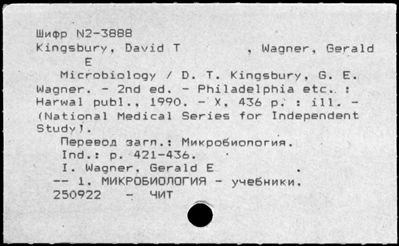 Шифр N2-3888
Kingsbury, David T , Wagner, Gerald
E
Microbiology / D. T. Kingsbury, G. E.
Wagner. - 2nd ed. - Philadelphia etc. :
Harwal publ., 1990. - X, 436 p. : ill. -
(National Medical Series for Independent
Study).
Перевод загл.: Микробиология.
Ind.: p. 421-436.
I. Wagner, Gerald E .
-- 1. МИКРОБИОЛОГИЯ - учебники.
250922 - ЧИТ